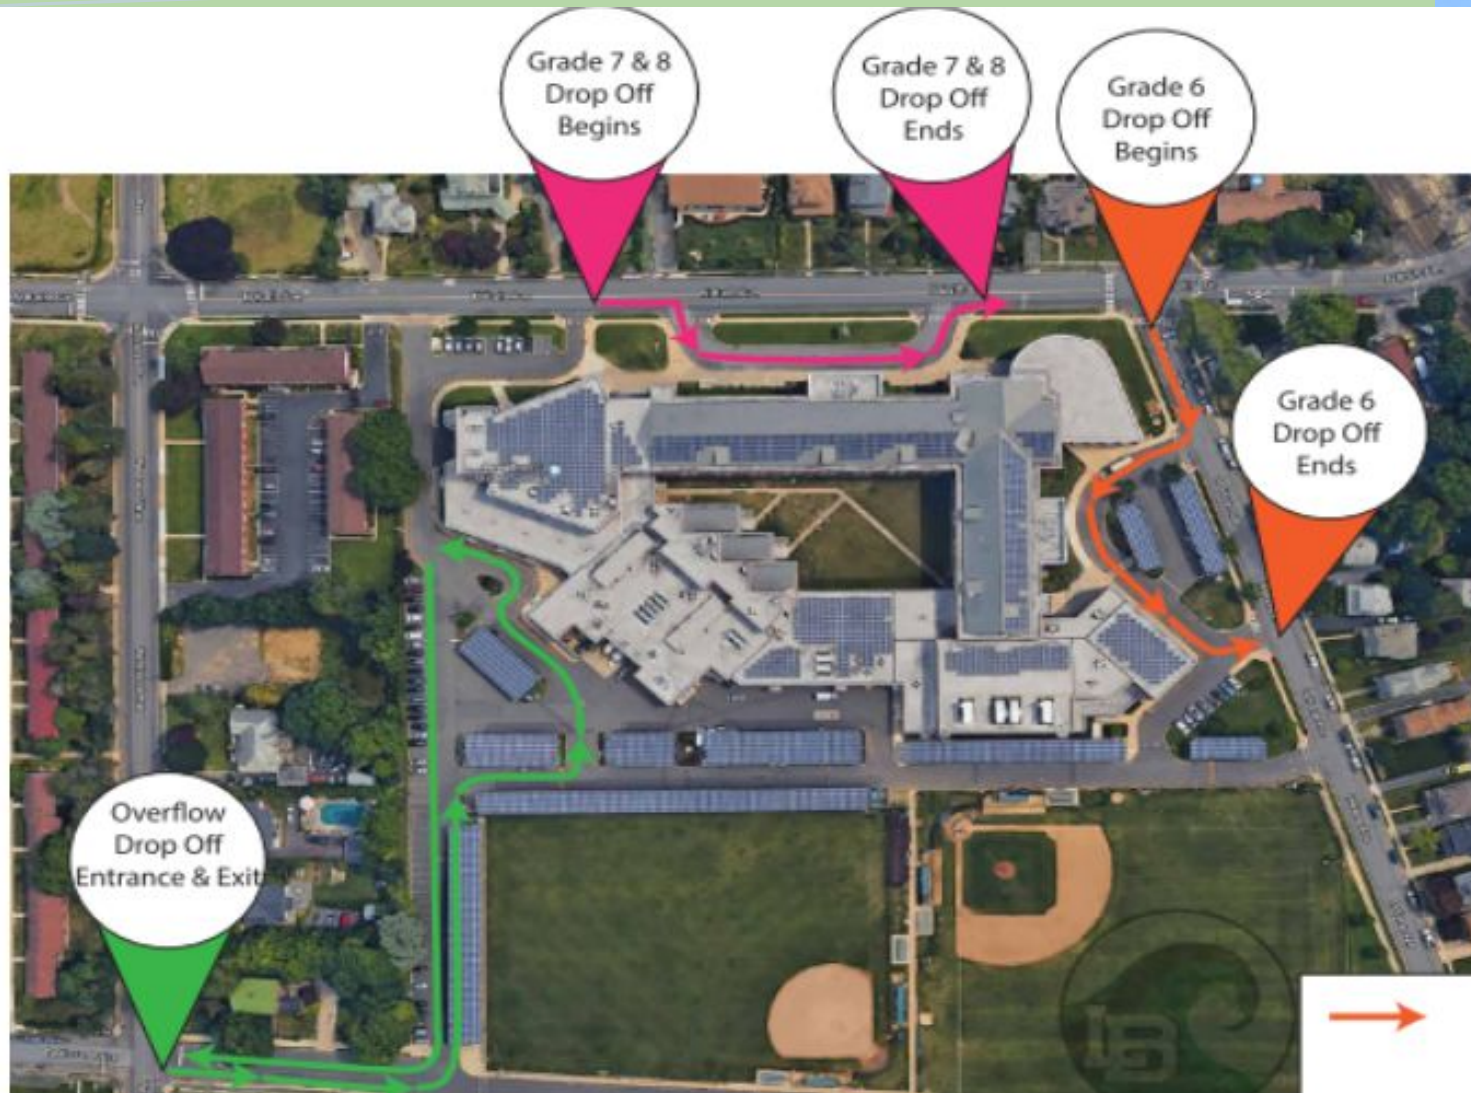 Grade 7 & 8
Drop Off
Begins
Grade 7 & 8
Drop Off
Ends
Grade 6
Drop Off
Begins
Grade 6
Drop Off
Ends
Overflow
Drop Off
Entrance & Exit
LB